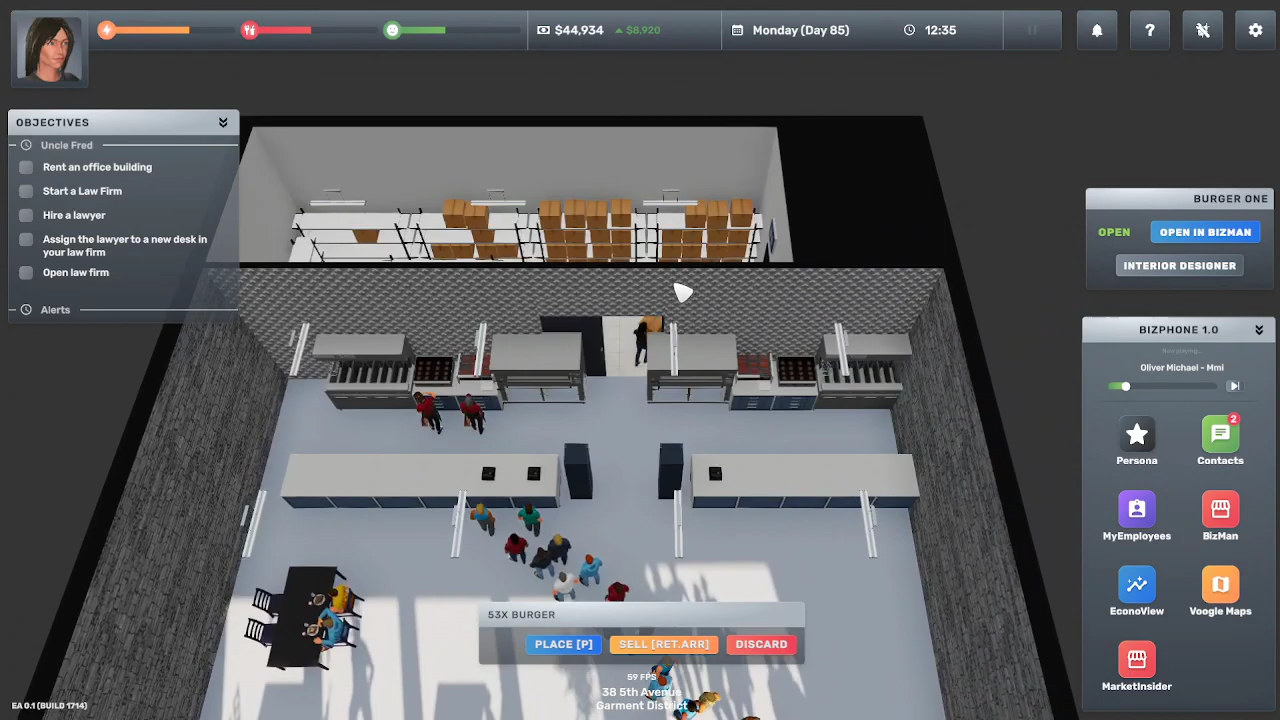 $44,934 $8,920
Monday (Day 85)
12:35
?
OBJECTIVES
Uncle Fred
Rent an office building
Start a Law Firm
Hire a lawyer
Assign the lawyer to a new desk in
your law firm
Open law firm
Alerts
BURGER ONE
OPEN
OPEN IN BIZMAN
INTERIOR DESIGNER
BIZPHONE 1.0
Now playing...
Oliver Michael - Mmi
2
Persona
Contacts
MyEmployees
BizMan
EconoView
Voogle Maps
MarketInsider
53X BURGER
PLACE [P]
SELL [RET.ARR]
DISCARD
59 FPS
38 5th Avenue
Garment District
EA 0.1 (BUILD 1714)